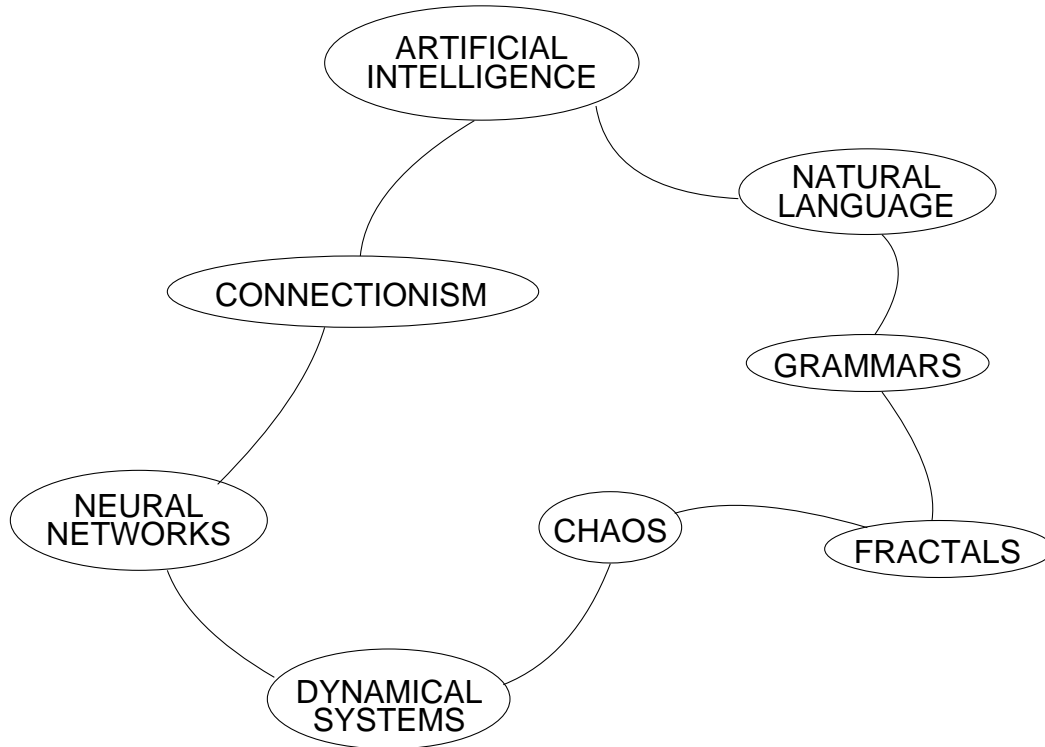 ARTIFICIAL
INTELLIGENCE
NATURAL
LANGUAGE
CONNECTIONISM
GRAMMARS
NEURAL
NETWORKS
CHAOS
FRACTALS
DYNAMICAL
SYSTEMS